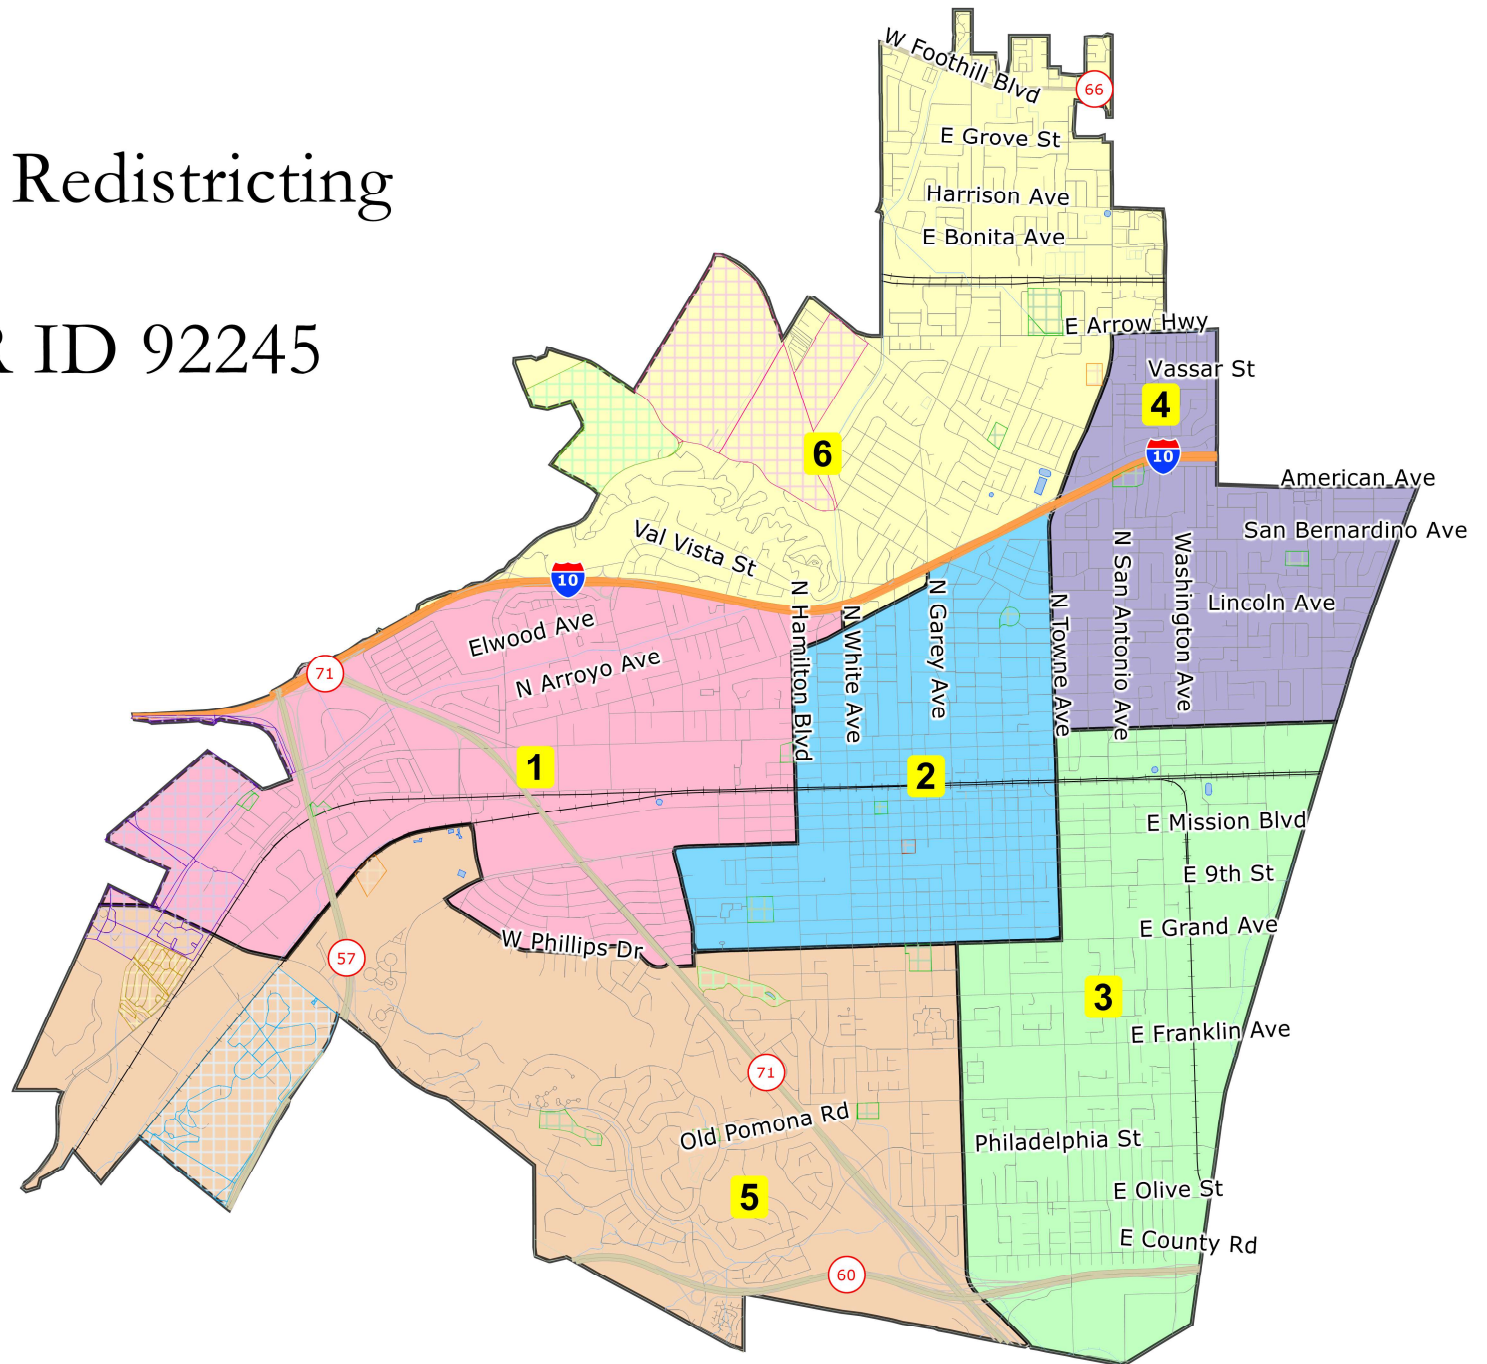 W Foothill Blvd
66
E Grove St
Redistricting
Harrison Ave
E Bonita Ave
E Arrow Hwy
R ID 92245
Vassar St
4
6
10
American Ave
San Bernardino Ave
Val Vista St
10
N Hamilton Blvd
N White Ave
N Garey Ave
N Towne Ave
N San Antonio Ave
Washington Ave
Lincoln Ave
Elwood Ave
N Arroyo Ave
71
1
2
E Mission Blvd
E 9th St
E Grand Ave
W Phillips Dr
57
3
E Franklin Ave
71
Old Pomona Rd
Philadelphia St
5
E Olive St
E County Rd
60